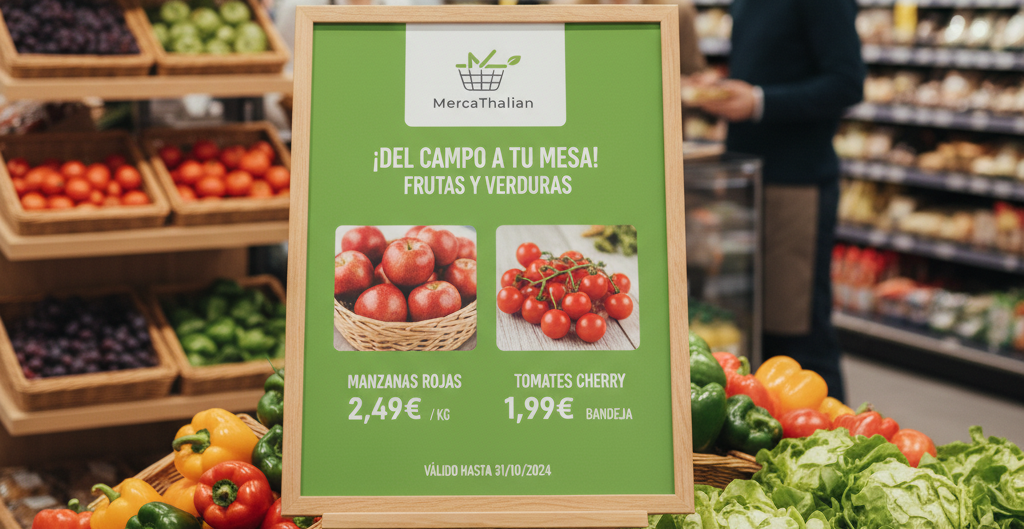 MercaThalian
¡DEL CAMPO A TU MESA!
FRUTAS Y VERDURAS
MANZANAS ROJAS
2,49€ / KG
TOMATES CHERRY
1,99€ BANDEJA
VÁLIDO HASTA 31/10/2024